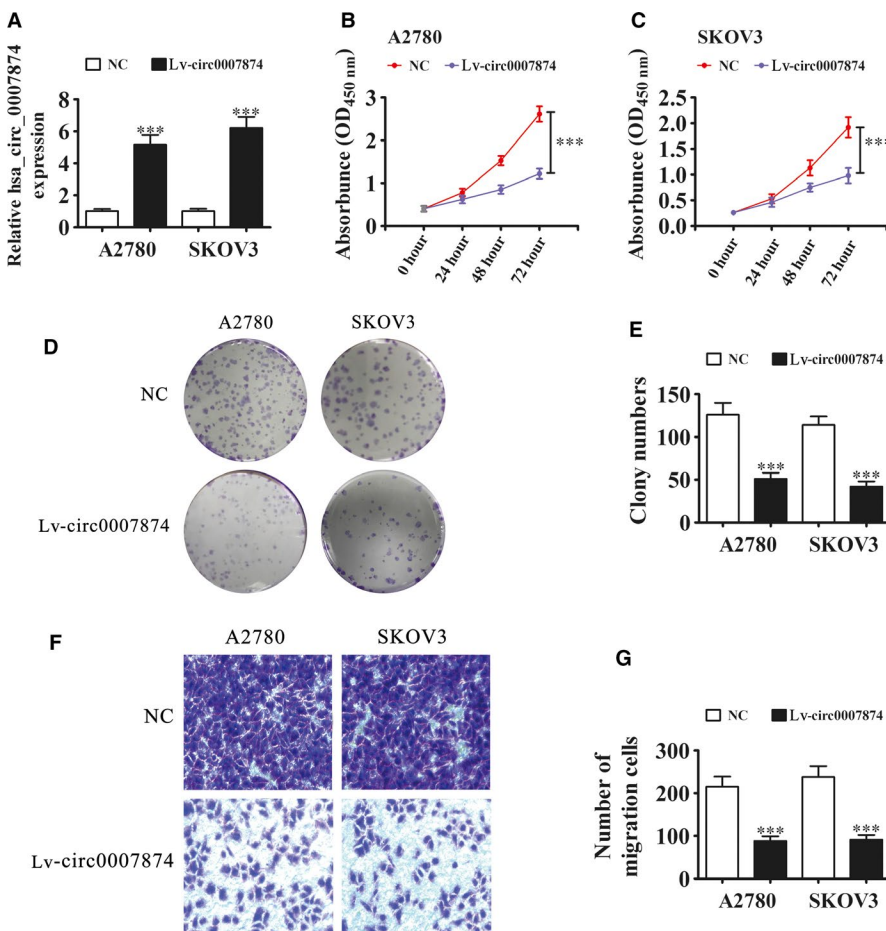 A
NC Lv-circ0007874
Relative hsa_circ_0007874
expression
8
6
4
2
0
***
***
A2780 SKOV3
B
A2780
NC Lv-circ0007874
Absorbunce (OD450 nm)
3
2
1
0
***
0 hour
24 hour
48 hour
72 hour
C
SKOV3
NC Lv-circ0007874
Absorbunce (OD450 nm)
2.5
2.0
1.5
1.0
0.5
0.0
***
0 hour
24 hour
48 hour
72 hour
D
A2780 SKOV3
NC
Lv-circ0007874
E
NC Lv-circ0007874
Clony numbers
150
100
50
0
***
***
A2780 SKOV3
F
A2780 SKOV3
NC
Lv-circ0007874
G
NC Lv-circ0007874
Number of
migration cells
300
200
100
0
***
***
A2780 SKOV3